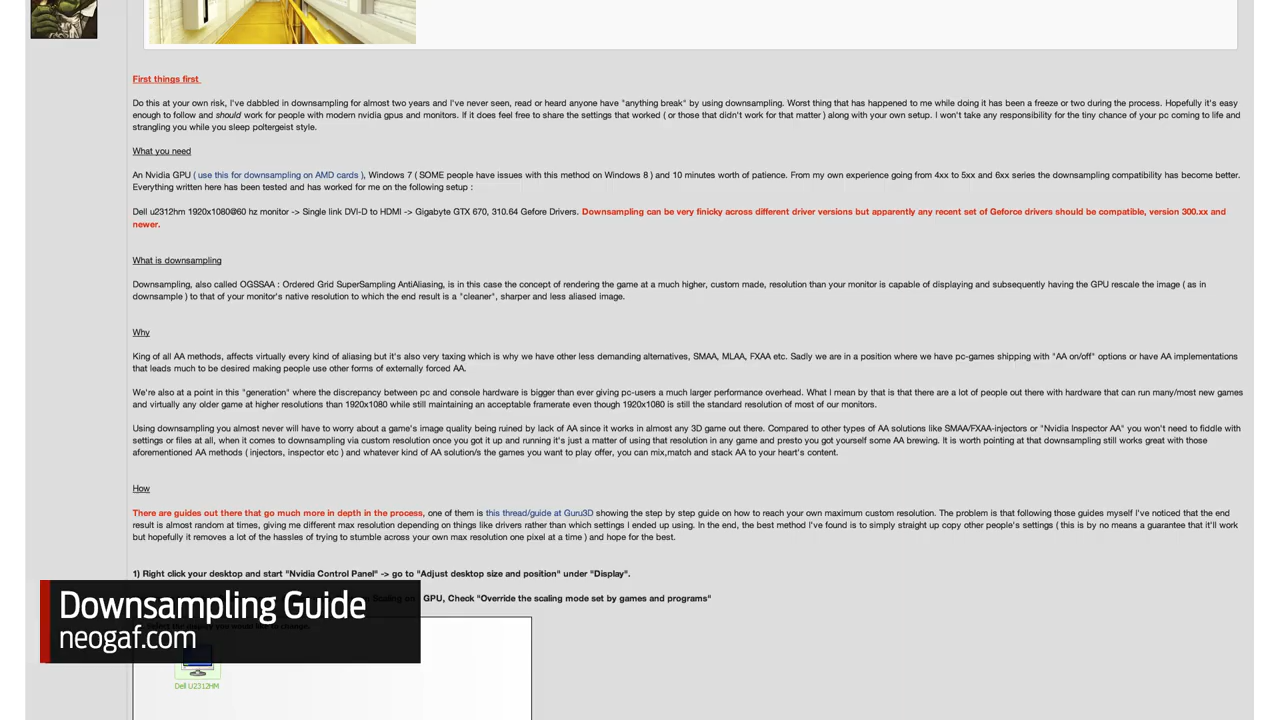 First things first
Do this at your own risk, I've dabbled in downsampling for almost two years and I've never seen, read or heard anyone have "anything break" by using downsampling. Worst thing that has happened to me while doing it has been a freeze or two during the process. Hopefully it's easy
enough to follow and should work for people with modern nvidia gpus and monitors. If it does feel free to share the settings that worked ( or those that didn't work for that matter ) along with your own setup. I won't take any responsibility for the tiny chance of your pc coming to life and
strangling you while you sleep poltergeist style.
What you need
An Nvidia GPU ( use this for downsampling on AMD cards ), Windows 7 ( SOME people have issues with this method on Windows 8 ) and 10 minutes worth of patience. From my own experience going from 4xx to 5xx and 6xx series the downsampling compatibility has become better.
Everything written here has been tested and has worked for me on the following setup :
Dell u2312hm 1920x1080@60 hz monitor -> Single link DVI-D to HDMI -> Gigabyte GTX 670, 310.64 Gefore Drivers. Downsampling can be very finicky across different driver versions but apparently any recent set of Geforce drivers should be compatible, version 300.xx and
newer.
What is downsampling
Downsampling, also called OGSSAA : Ordered Grid SuperSampling AntiAliasing, is in this case the concept of rendering the game at a much higher, custom made, resolution than your monitor is capable of displaying and subsequently having the GPU rescale the image ( as in
downsample ) to that of your monitor's native resolution to which the end result is a "cleaner", sharper and less aliased image.
Why
King of all AA methods, affects virtually every kind of aliasing but it's also very taxing which is why we have other less demanding alternatives, SMAA, MLAA, FXAA etc. Sadly we are in a position where we have pc-games shipping with "AA on/off" options or have AA implementations
that leads much to be desired making people use other forms of externally forced AA.
We're also at a point in this "generation" where the discrepancy between pc and console hardware is bigger than ever giving pc-users a much larger performance overhead. What I mean by that is that there are a lot of people out there with hardware that can run many/most new games
and virtually any older game at higher resolutions than 1920x1080 while still maintaining an acceptable framerate even though 1920x1080 is still the standard resolution of most of our monitors.
Using downsampling you almost never will have to worry about a game's image quality being ruined by lack of AA since it works in almost any 3D game out there. Compared to other types of AA solutions like SMAA/FXAA-injectors or "Nvidia Inspector AA" you won't need to fiddle with
settings or files at all, when it comes to downsampling via custom resolution once you got it up and running it's just a matter of using that resolution in any game and presto you got yourself some AA brewing. It is worth pointing at that downsampling still works great with those
aforementioned AA methods ( injectors, inspector etc ) and whatever kind of AA solution/s the games you want to play offer, you can mix,match and stack AA to your heart's content.
How
There are guides out there that go much more in depth in the process, one of them is this thread/guide at Guru3D showing the step by step guide on how to reach your own maximum custom resolution. The problem is that following those guides myself I've noticed that the end
result is almost random at times, giving me different max resolution depending on things like drivers rather than which settings I ended up using. In the end, the best method I've found is to simply straight up copy other people's settings ( this is by no means a guarantee that it'll work
but hopefully it removes a lot of the hassles of trying to stumble across your own max resolution one pixel at a time ) and hope for the best.
1) Right click your desktop and start "Nvidia Control Panel" -> go to "Adjust desktop size and position" under "Display".
GPU, Check "Override the scaling mode set by games and programs"
Downsampling Guide
neogaf.com
Dell U2312HM